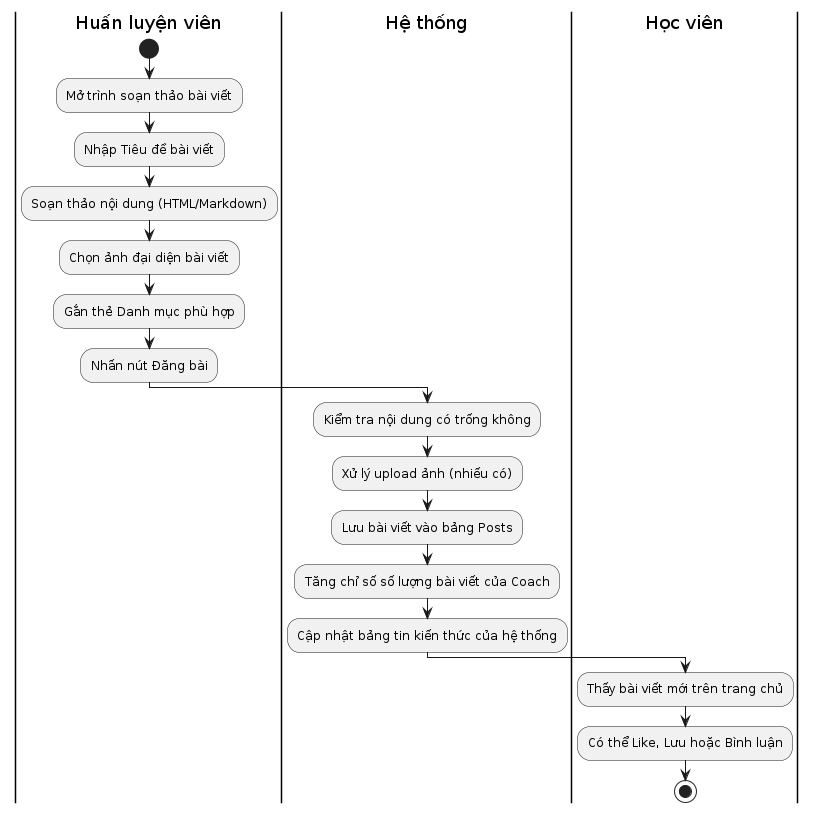 Huấn luyện viên
Hệ thống
Học viên
Mở trình soạn thảo bài viết
Nhập Tiêu đề bài viết
Soạn thảo nội dung (HTML/Markdown)
Chọn ảnh đại diện bài viết
Gắn thẻ Danh mục phù hợp
Nhấn nút Đăng bài
Kiểm tra nội dung có trống không
Xử lý upload ảnh (nhiếu có)
Lưu bài viết vào bảng Posts
Tăng chỉ số số lượng bài viết của Coach
Cập nhật bảng tin kiến thức của hệ thống
Thấy bài viết mới trên trang chủ
Có thể Like, Lưu hoặc Bình luận